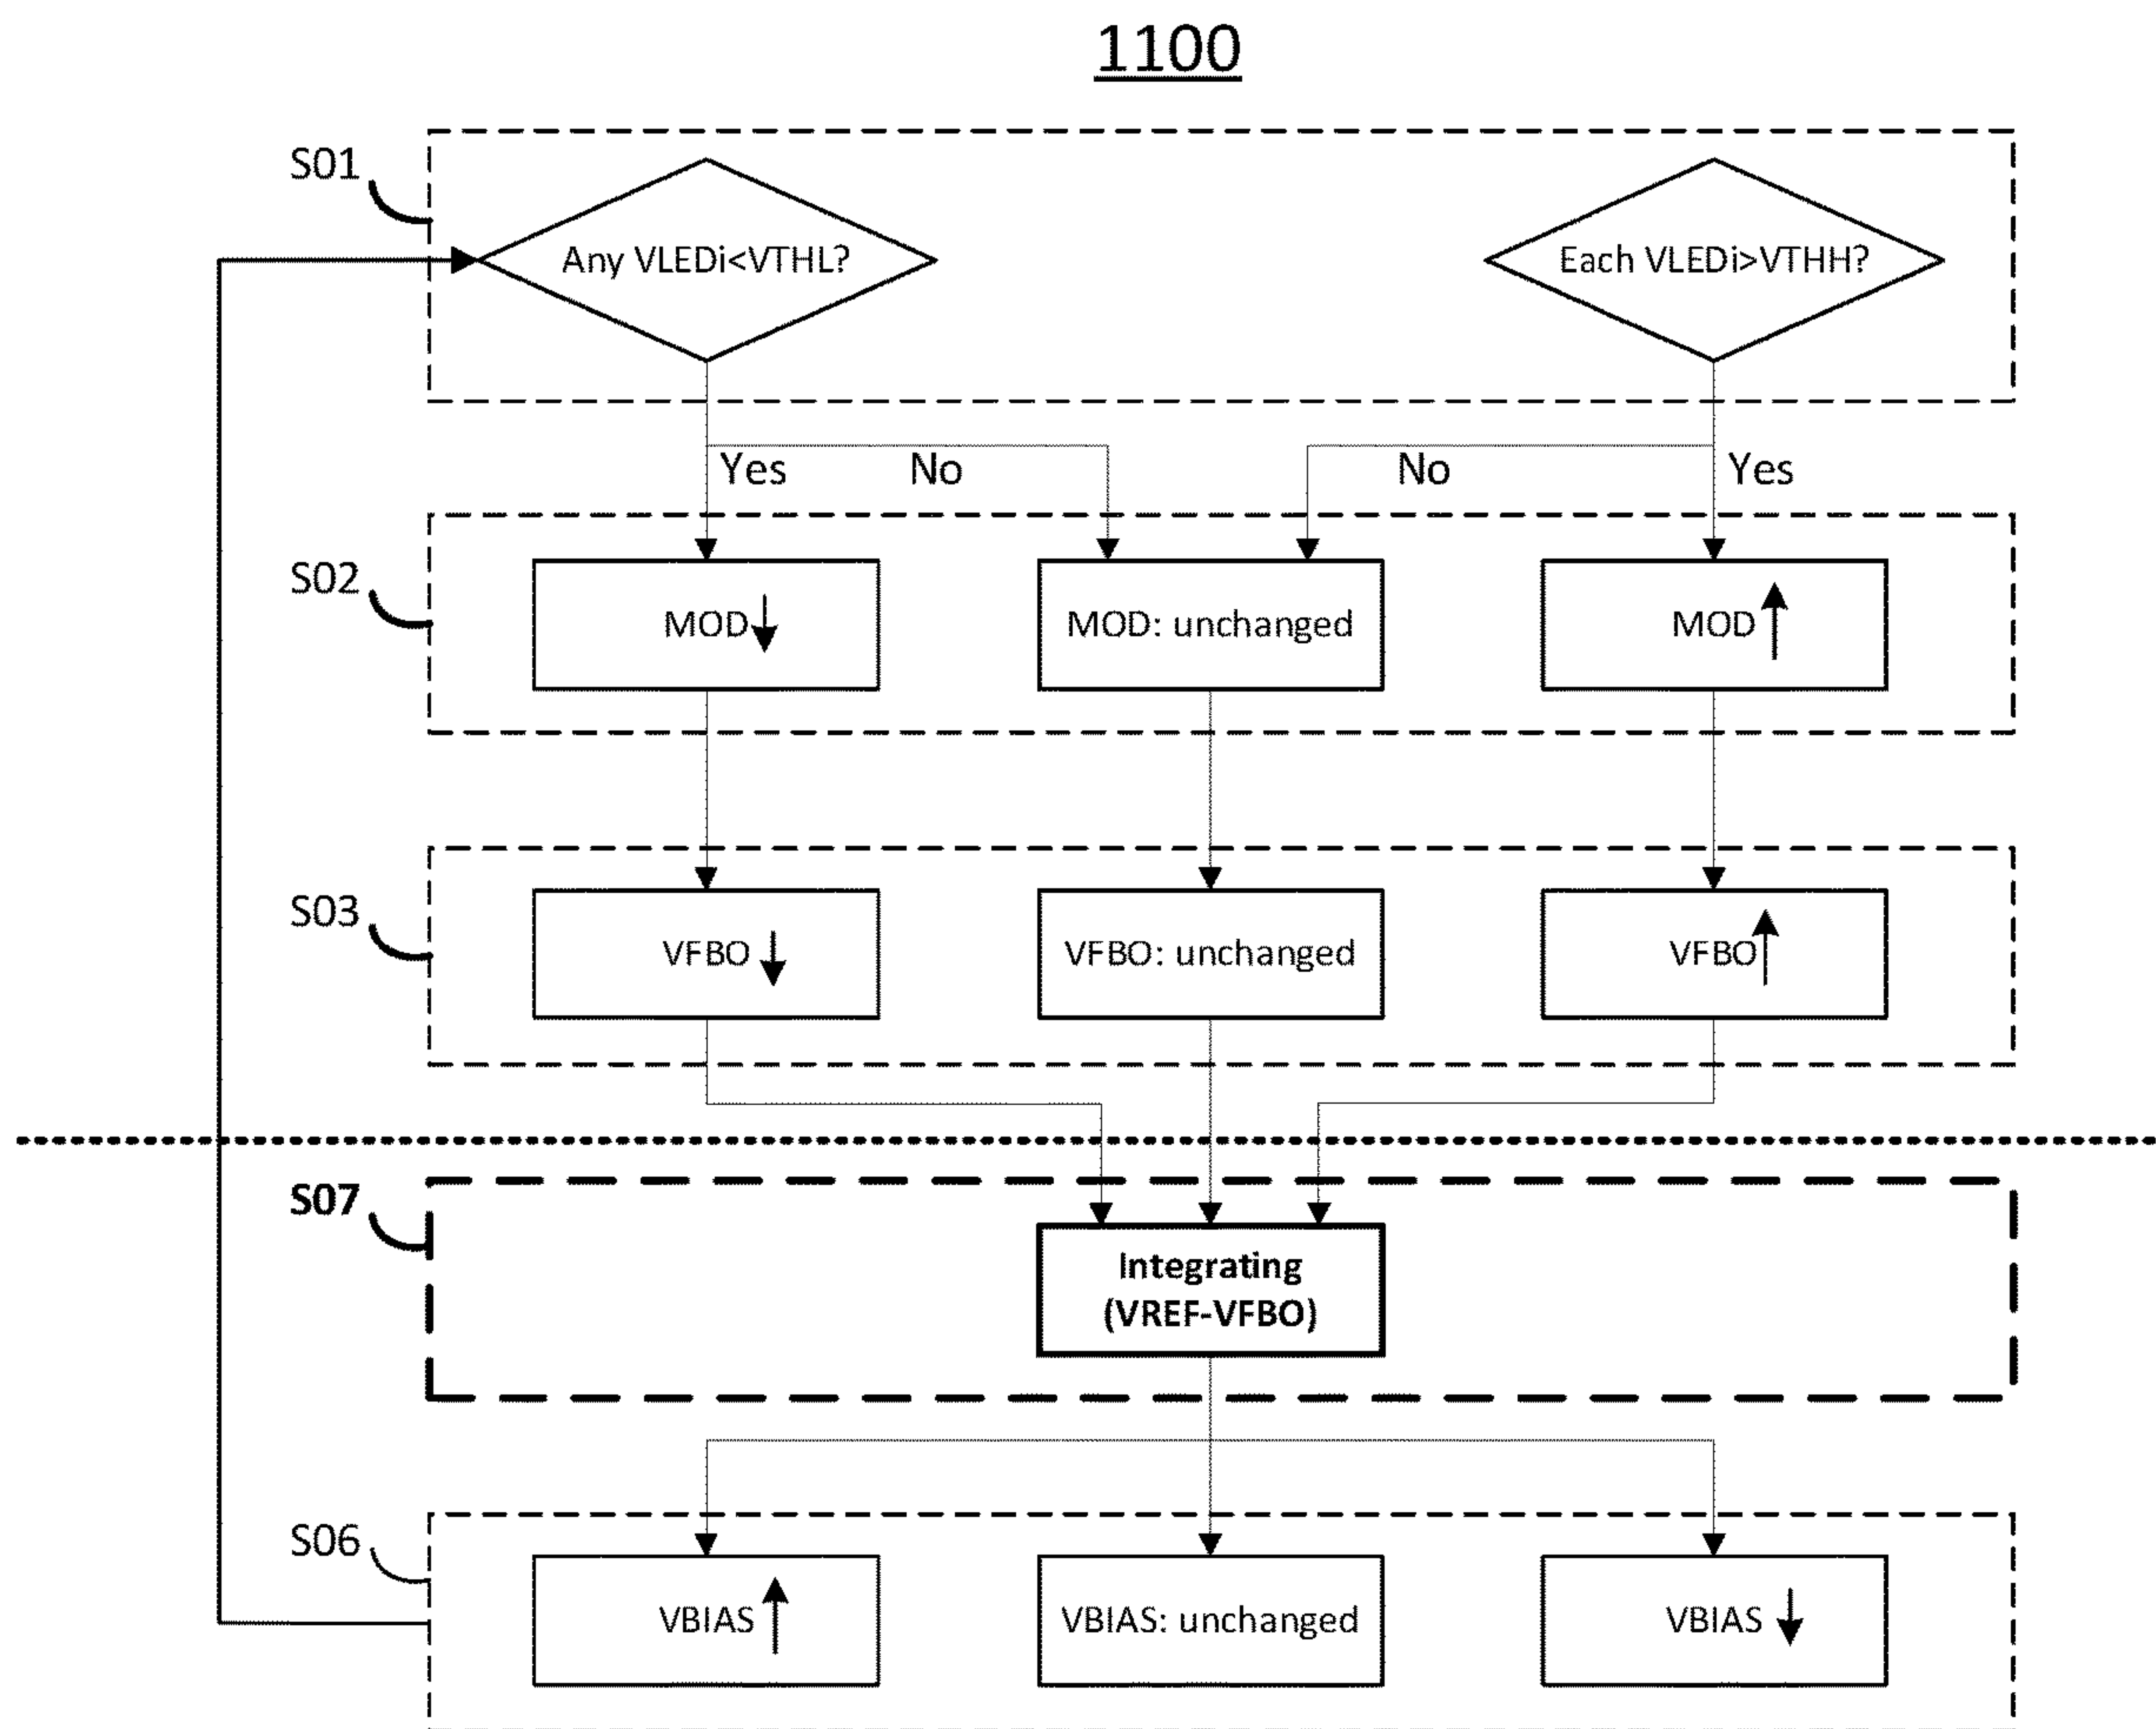 1100
S01
Any VLEDi<VTHL?
Each VLEDi>VTHH?
Yes
No
No
Yes
S02
MOD
MOD: unchanged
MOD
S03
VFBO
VFBO: unchanged
VFBO
S07
Integrating
(VREF-VFBO)
S06
VBIAS
VBIAS: unchanged
VBIAS